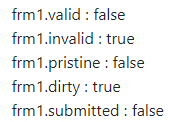 frm1.valid : false
frm1.invalid : true
frm1.pristine : false
frm1.dirty : true
frm1.submitted : false